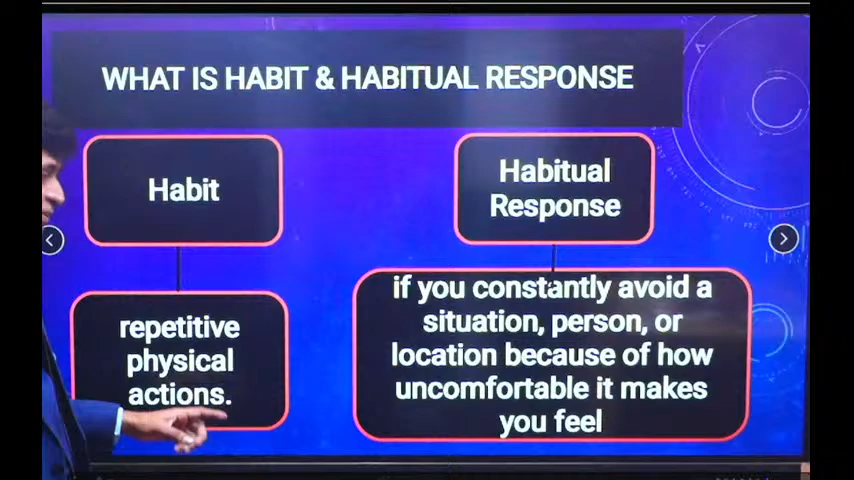 WHAT IS HABIT & HABITUAL RESPONSE
Habit
repetitive
physical
actions.
Habitual
Response
if you constantly avoid a
situation, person, or
location because of how
uncomfortable it makes
you feel